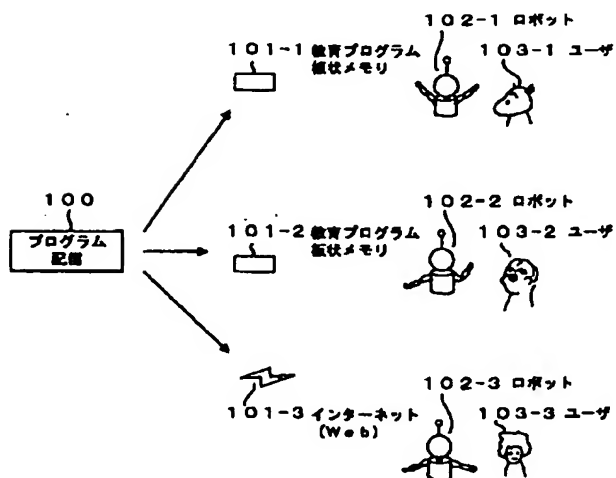 102-1 ロボット
101-1 教育プログラム
板状メモリ
103-1 ユーザ
100
プログラム
配信
102-2 ロボット
101-2 教育プログラム
板状メモリ
103-2 ユーザ
102-3 ロボット
101-3 インターネット
(Web)
103-3 ユーザ